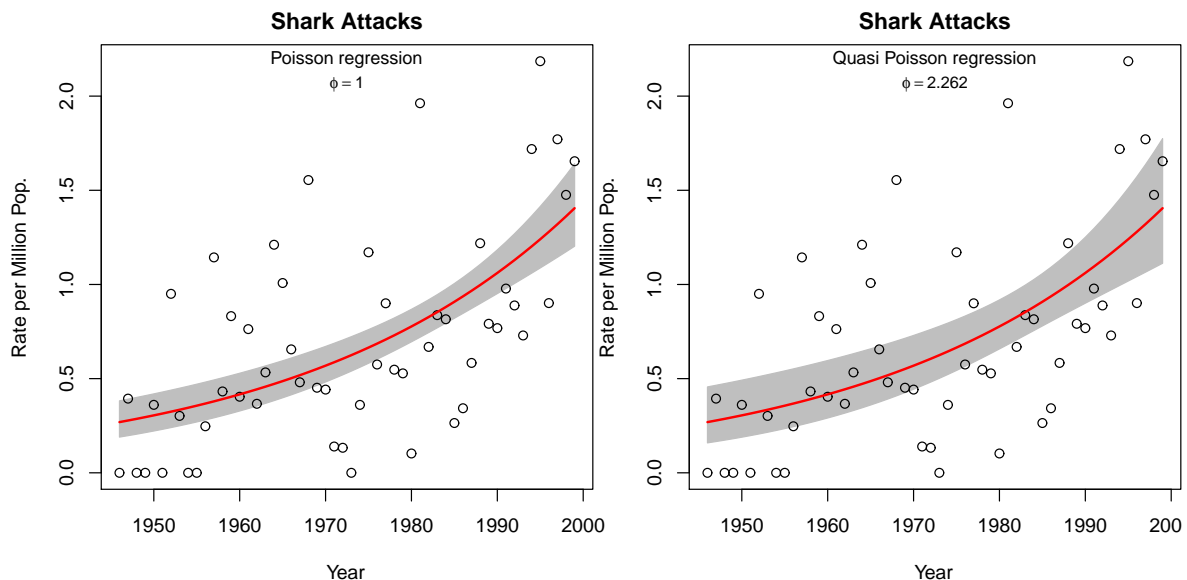 Shark Attacks
Poisson regression
ϕ = 1
Rate per Million Pop.
2.0
1.5
1.0
0.5
0.0
1950 1960 1970 1980 1990 2000
Year
Shark Attacks
Quasi Poisson regression
ϕ = 2.262
Rate per Million Pop.
2.0
1.5
1.0
0.5
0.0
1950 1960 1970 1980 1990 200
Year